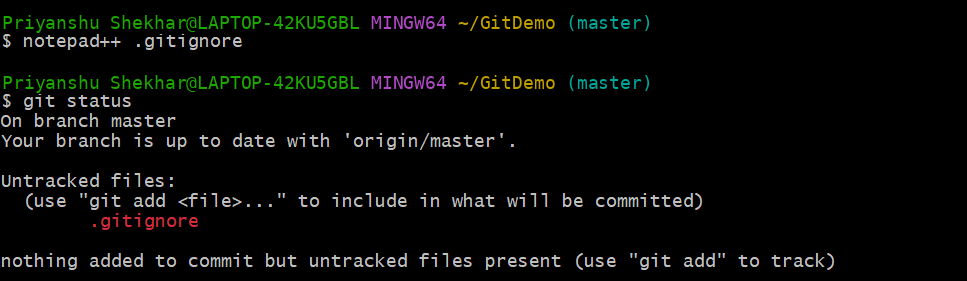 Priyanshu Shekhar@LAPTOP-42KU5GBL MINGW64 ~/GitDemo (master)
$ notepad++ .gitignore
Priyanshu Shekhar@LAPTOP-42KU5GBL MINGW64 ~/GitDemo (master)
$ git status
On branch master
Your branch is up to date with 'origin/master'.
Untracked files:
(use "git add <file>..." to include in what will be committed)
.gitignore
nothing added to commit but untracked files present (use "git add" to track)